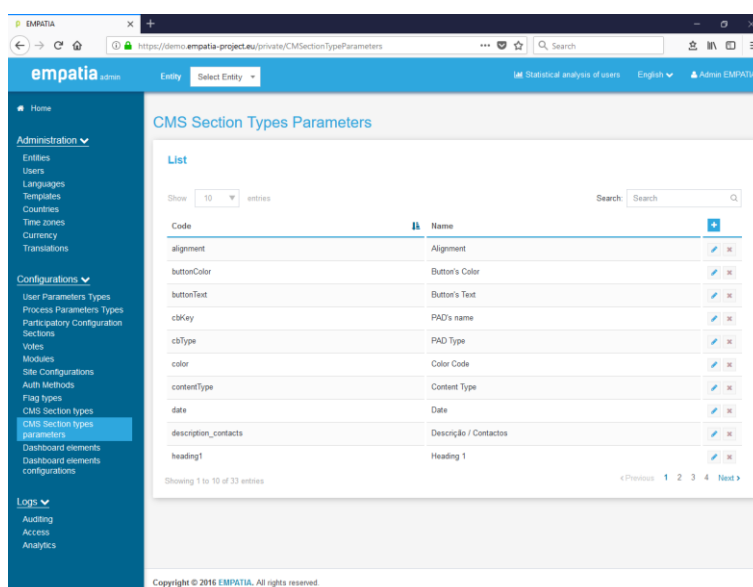 EMPATIA
https://demo.empatia-project.eu/private/CMSectionTypeParameters
Search
empatia admin
Entity
Select Entity
Statistical analysis of users
English
Admin EMPATIA
Home
Administration
Entities
Users
Languages
Templates
Countries
Time zones
Currency
Translations
Configurations
User Parameters Types
Process Parameters Types
Participatory Configuration
Sections
Votes
Modules
Site Configurations
Auth Methods
Flag types
CMS Section types
CMS Section types
parameters
Dashboard elements
Dashboard elements
configurations
Logs
Auditing
Access
Analytics
CMS Section Types Parameters
List
Show 10 entries
Search: Search
Code Name
alignment Alignment
buttonColor Button's Color
buttonText Button's Text
cbKey PAD's name
cbType PAD Type
color Color Code
contentType Content Type
date Date
description_contacts Descrição / Contactos
heading1 Heading 1
Showing 1 to 10 of 33 entries
Previous 1 2 3 4 Next
Copyright © 2016 EMPATIA. All rights reserved.